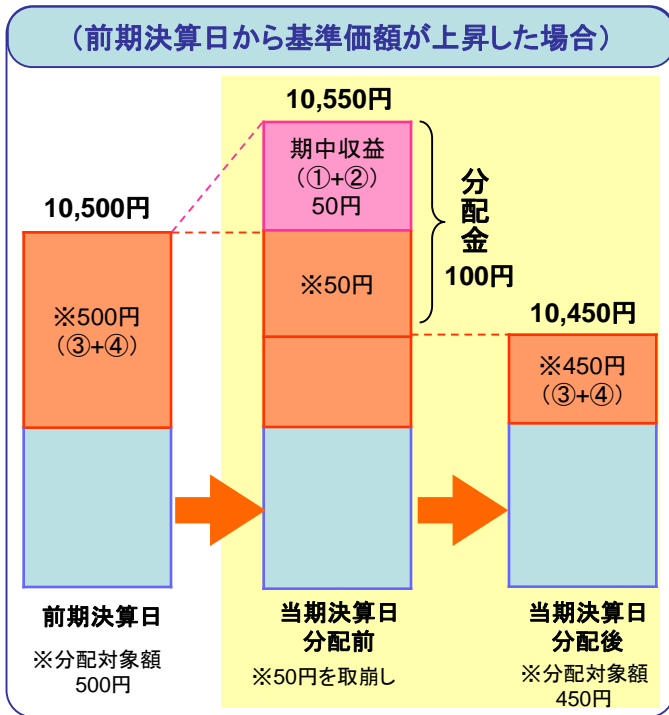 （前期決算日から基準価額が上昇した場合）
10,550円
期中収益
（①+②）
50円
分配金
100円
10,500円
※500円
（③+④）
※50円
10,450円
※450円
（③+④）
前期決算日
※分配対象額
500円
当期決算日
分配前
※50円を取崩し
当期決算日
分配後
※分配対象額
450円